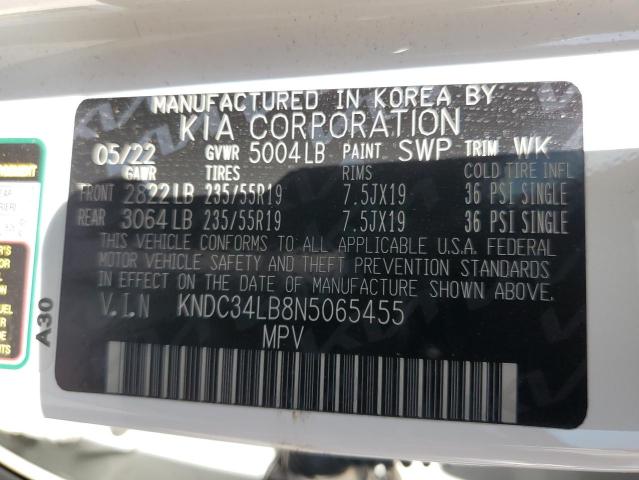 MANUFACTURED IN KOREA BY
KIA CORPORATION
05/22 GVWR 5004LB PAINT SWP TRIM WK
GAWR TIRES RIMS COLD TIRE INFL
FRONT 2822LB 235/55R19 7.5JX19 36 PSI SINGLE
REAR 3064LB 235/55R19 7.5JX19 36 PSI SINGLE
THIS VEHICLE CONFORMS TO ALL APPLICABLE U.S.A. FEDERAL
MOTOR VEHICLE SAFETY AND THEFT PREVENTION STANDARDS
IN EFFECT ON THE DATE OF MANUFACTURE SHOWN ABOVE.
V.I.N KNDC34LB8N5065455
MPV
A30